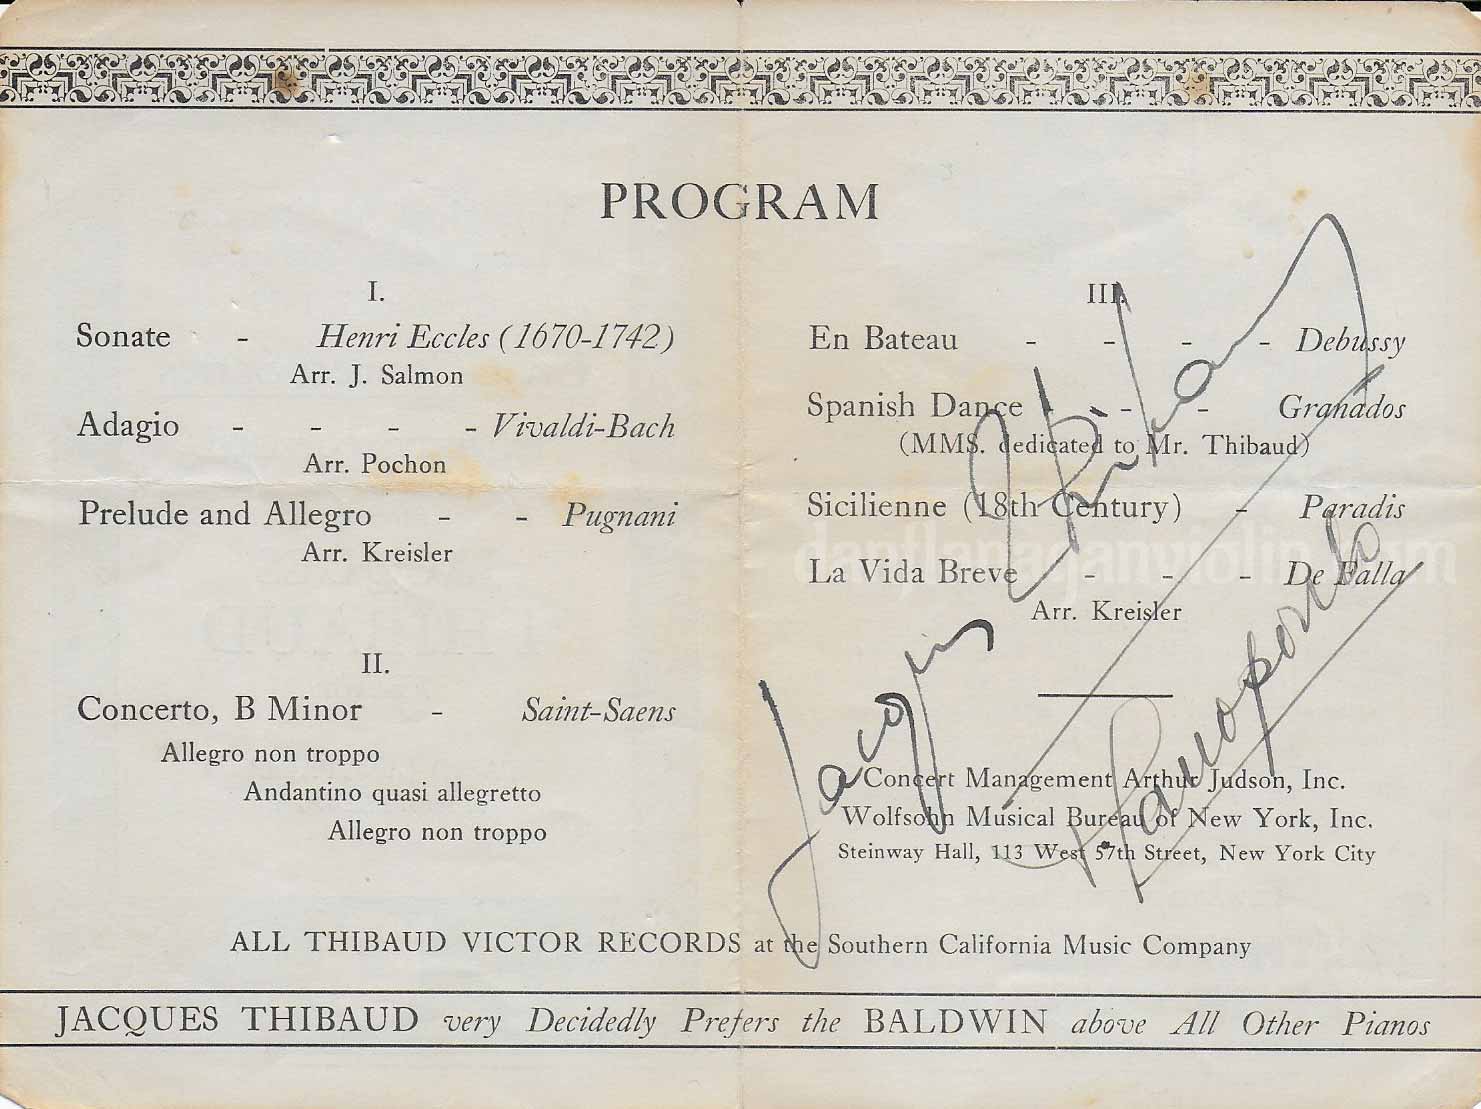 PROGRAM
I.
Sonate - Henri Eccles (1670-1742)
Arr. J. Salmon
Adagio - - - - Vivaldi-Bach
Arr. Pochon
Prelude and Allegro - - Pugnani
Arr. Kreisler
II.
Concerto, B Minor - Saint-Saens
Allegro non troppo
Andantino quasi allegretto
Allegro non troppo
III.
En Bateau - - - - Debussy
Spanish Dance - - - Granados
(MMS. dedicated to Mr. Thibaud)
Sicilienne (18th Century) - Paradis
La Vida Breve - - - De Falla
Arr. Kreisler
Concert Management Arthur Judson, Inc.
Wolfsohn Musical Bureau of New York, Inc.
Steinway Hall, 113 West 57th Street, New York City
Jacques Thibaud
danflanaganviolin.com
ALL THIBAUD VICTOR RECORDS at the Southern California Music Company
JACQUES THIBAUD very Decidedly Prefers the BALDWIN above All Other Pianos